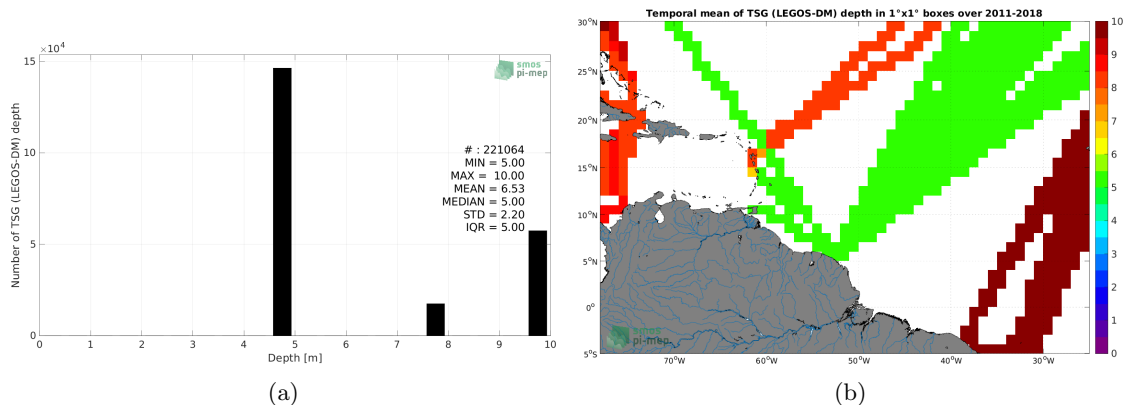 ×10⁴
15
10
5
0
Number of TSG (LEGOS-DM) depth
smos
pi-mep
# : 221064
MIN = 5.00
MAX = 10.00
MEAN = 6.53
MEDIAN = 5.00
STD = 2.20
IQR = 5.00
0 1 2 3 4 5 6 7 8 9 10
Depth [m]
(a)
Temporal mean of TSG (LEGOS-DM) depth in 1°x1° boxes over 2011-2018
30°N
25°N
20°N
15°N
10°N
5°N
0°
5°S
70°W 60°W 50°W 40°W 30°W
smos
pi-mep
10
9
8
7
6
5
4
3
2
1
0
(b)